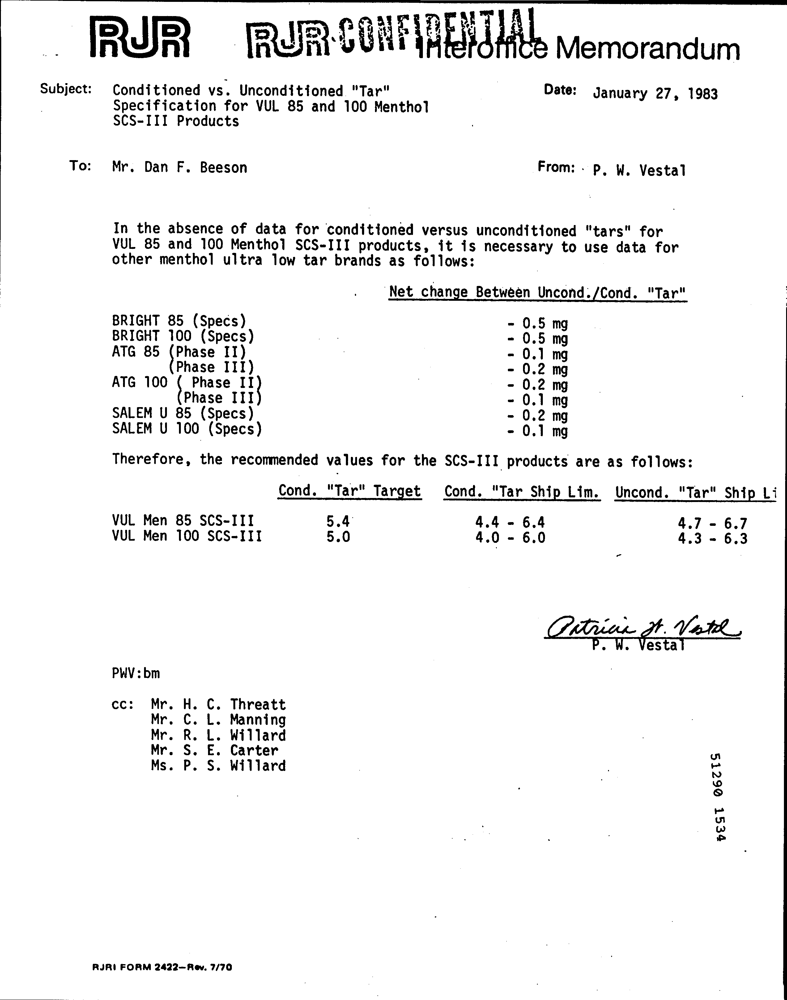 RJR RJR CONFIDENTIAL Interoffice Memorandum
Subject: Conditioned vs. Unconditioned "Tar" Date: January 27, 1983
Specification for VUL 85 and 100 Menthol
SCS-III Products
To: Mr. Dan F. Beeson From: P. W. Vestal
In the absence of data for conditioned versus unconditioned "tars" for
VUL 85 and 100 Menthol SCS-III products, it is necessary to use data for
other menthol ultra low tar brands as follows:
Net change Between Uncond./Cond. "Tar"
BRIGHT 85 (Specs) - 0.5 mg
BRIGHT 100 (Specs) - 0.5 mg
ATG 85 (Phase II) - 0.1 mg
(Phase III) - 0.2 mg
ATG 100 ( Phase II) - 0.2 mg
(Phase III) - 0.1 mg
SALEM U 85 (Specs) - 0.2 mg
SALEM U 100 (Specs) - 0.1 mg
Therefore, the recommended values for the SCS-III products are as follows:
Cond. "Tar" Target Cond. "Tar Ship Lim. Uncond. "Tar" Ship Li
VUL Men 85 SCS-III 5.4 4.4 - 6.4 4.7 - 6.7
VUL Men 100 SCS-III 5.0 4.0 - 6.0 4.3 - 6.3
Patricia W. Vestal
P. W. Vestal
PWV:bm
cc: Mr. H. C. Threatt
Mr. C. L. Manning
Mr. R. L. Willard
Mr. S. E. Carter
Ms. P. S. Willard
51290 1534
RJRI FORM 2422—Rev. 7/70